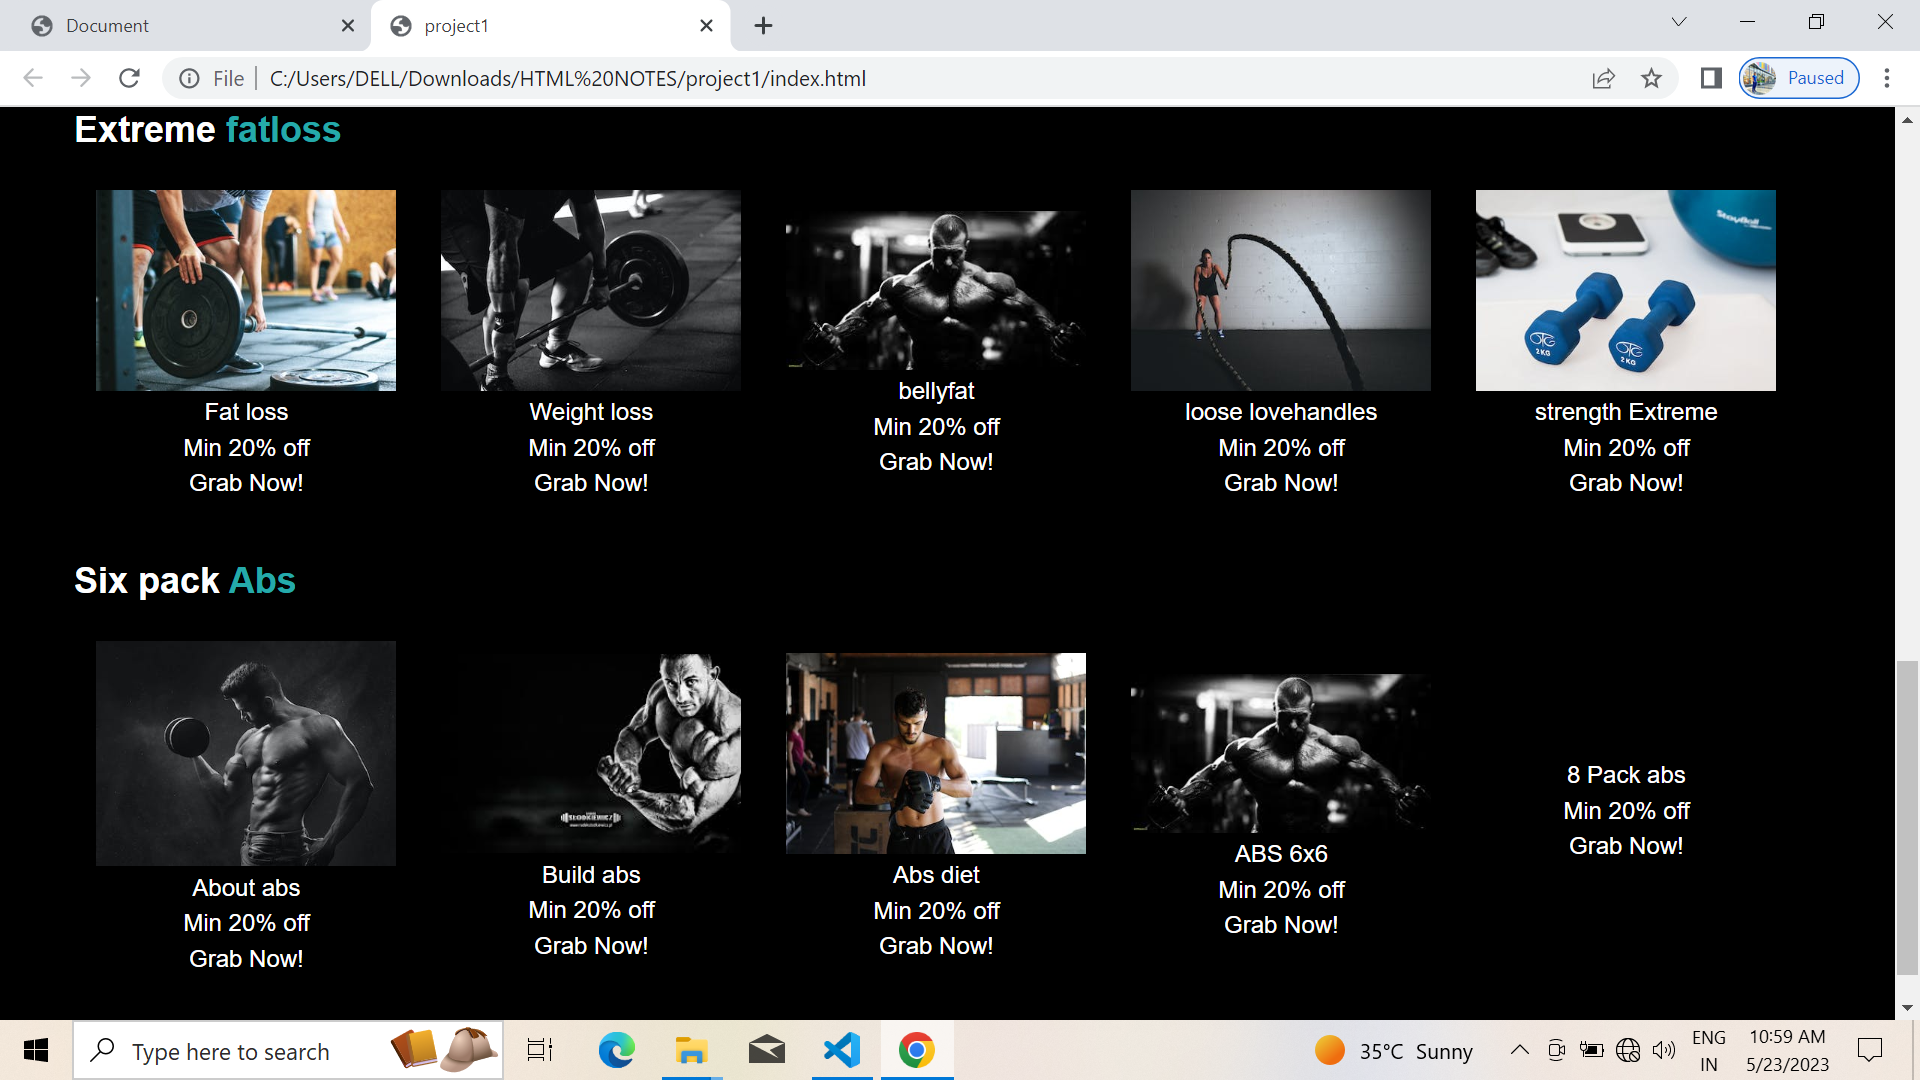 Document
project1
File
C:/Users/DELL/Downloads/HTML%20NOTES/project1/index.html
Paused
Extreme fatloss
StayBall
2 KG
2 KG
Fat loss
Min 20% off
Grab Now!
Weight loss
Min 20% off
Grab Now!
bellyfat
Min 20% off
Grab Now!
loose lovehandles
Min 20% off
Grab Now!
strength Extreme
Min 20% off
Grab Now!
Six pack Abs
About abs
Min 20% off
Grab Now!
Build abs
Min 20% off
Grab Now!
Abs diet
Min 20% off
Grab Now!
ABS 6x6
Min 20% off
Grab Now!
8 Pack abs
Min 20% off
Grab Now!
Type here to search
35°C Sunny
ENG
IN
10:59 AM
5/23/2023